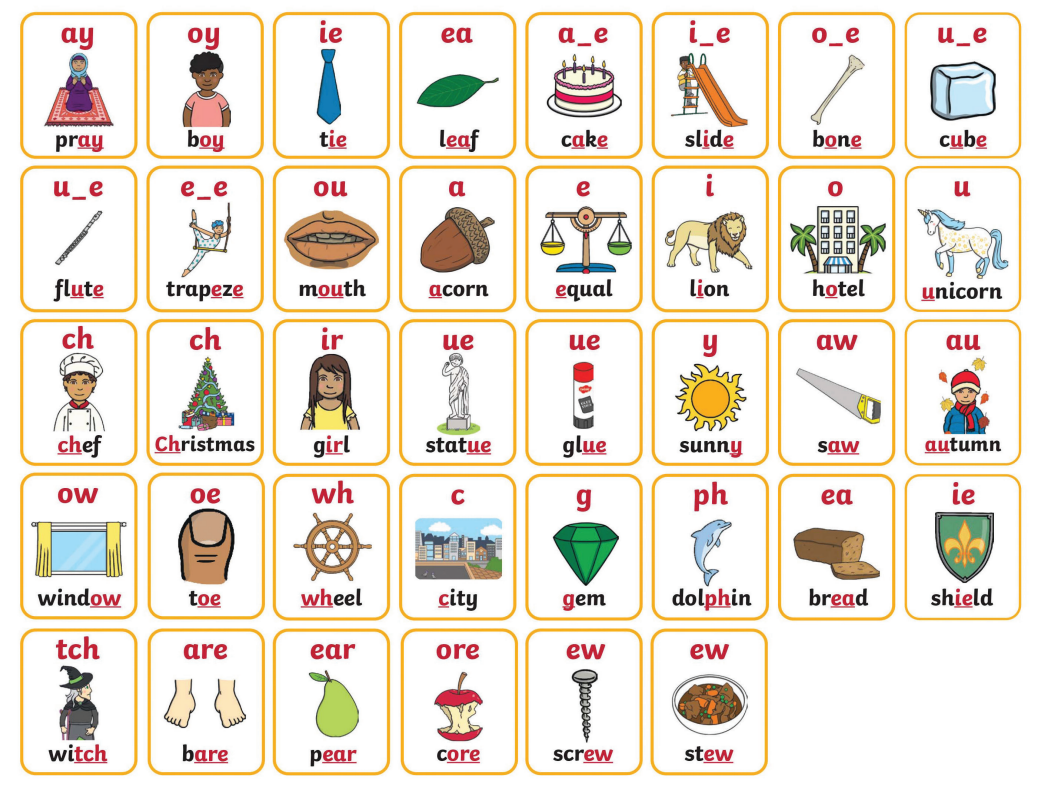 ay oy ie ea a_e i_e o_e u_e
pray boy tie leaf cake slide bone cube
u_e e_e ou a e i o u
flute trapeze mouth acorn equal lion hotel unicorn
ch ch ir ue ue y aw au
chef Christmas girl statue glue sunny saw autumn
ow oe wh c g ph ea ie
window toe wheel city gem dolphin bread shield
tch are ear ore ew ew
witch bare pear core screw stew